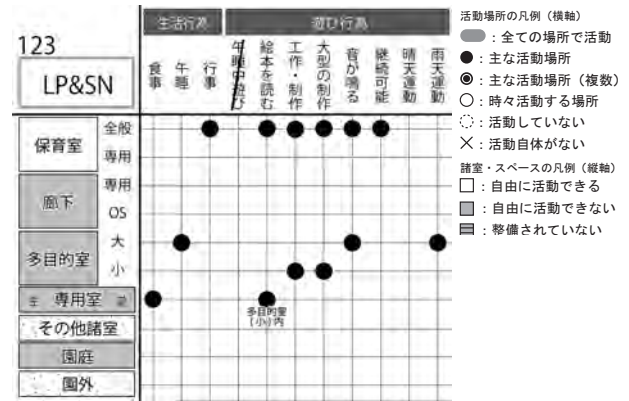 生活行為
遊び行為
123
LP&SN
食事
午睡
行事
午睡中遊び
絵本を読む
工作・制作
大型の制作
音が鳴る
継続可能
晴天運動
雨天運動
保育室
全般
専用
廊下
専用
OS
多目的室
大
小
専用室
多目的室
(小)内
その他諸室
園庭
園外
活動場所の凡例（横軸）
：全ての場所で活動
：主な活動場所
：主な活動場所（複数）
：時々活動する場所
：活動していない
：活動自体がない
諸室・スペースの凡例（縦軸）
：自由に活動できる
：自由に活動できない
：整備されていない